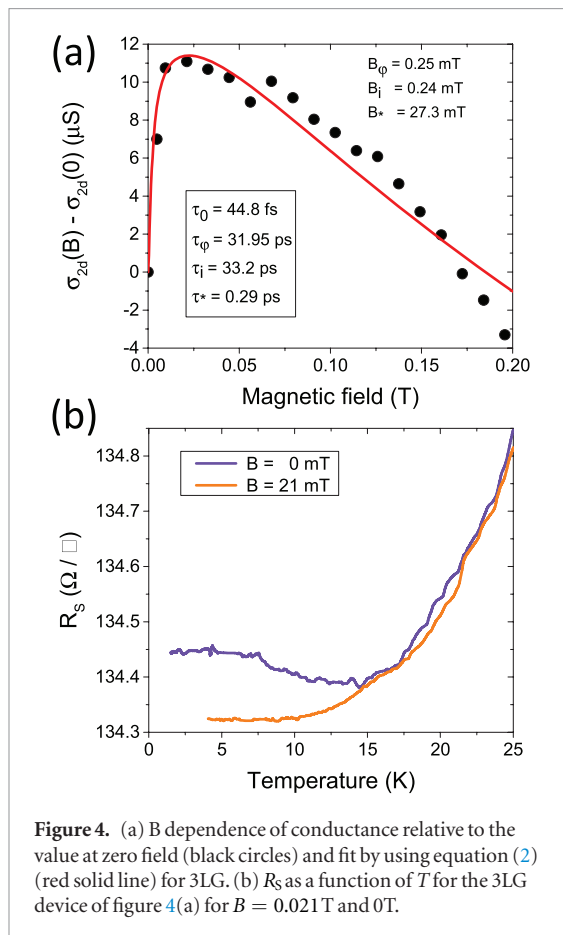 (a)
12
10
8
6
4
2
0
-2
-4
σ2d(B) - σ2d(0) (μS)
Bφ = 0.25 mT
Bi = 0.24 mT
B* = 27.3 mT
τ0 = 44.8 fs
τφ = 31.95 ps
τi = 33.2 ps
τ* = 0.29 ps
0.00 0.05 0.10 0.15 0.20
Magnetic field (T)
(b)
134.8
134.7
134.6
134.5
134.4
134.3
RS (Ω / □)
B = 0 mT
B = 21 mT
0 5 10 15 20 25
Temperature (K)
Figure 4. (a) B dependence of conductance relative to the
value at zero field (black circles) and fit by using equation (2)
(red solid line) for 3LG. (b) RS as a function of T for the 3LG
device of figure 4(a) for B = 0.021T and 0T.